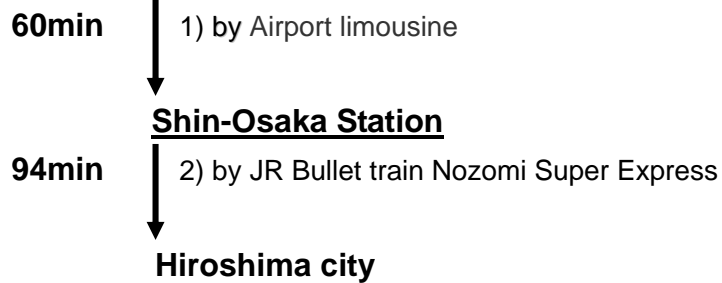 60min 1) by Airport limousine
Shin-Osaka Station
94min 2) by JR Bullet train Nozomi Super Express
Hiroshima city